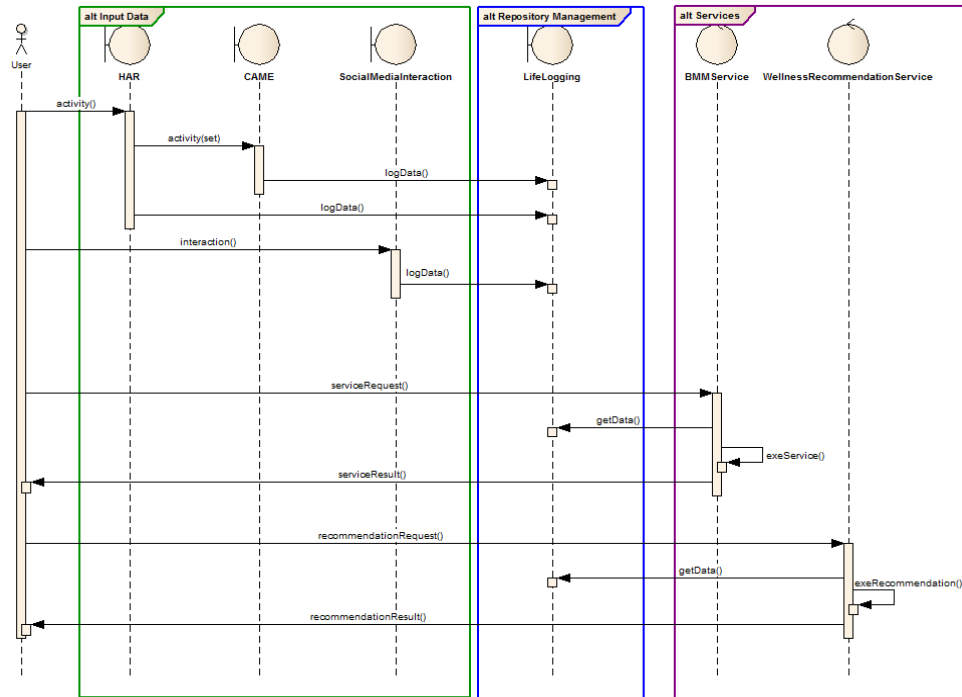 alt Input Data
alt Repository Management
alt Services
User
HAR
CAME
SocialMediaInteraction
LifeLogging
BMMService
WellnessRecommendationService
activity()
activity(set)
logData()
logData()
interaction()
logData()
serviceRequest()
getData()
exeService()
serviceResult()
recommendationRequest()
getData()
exeRecommendation()
recommendationResult()